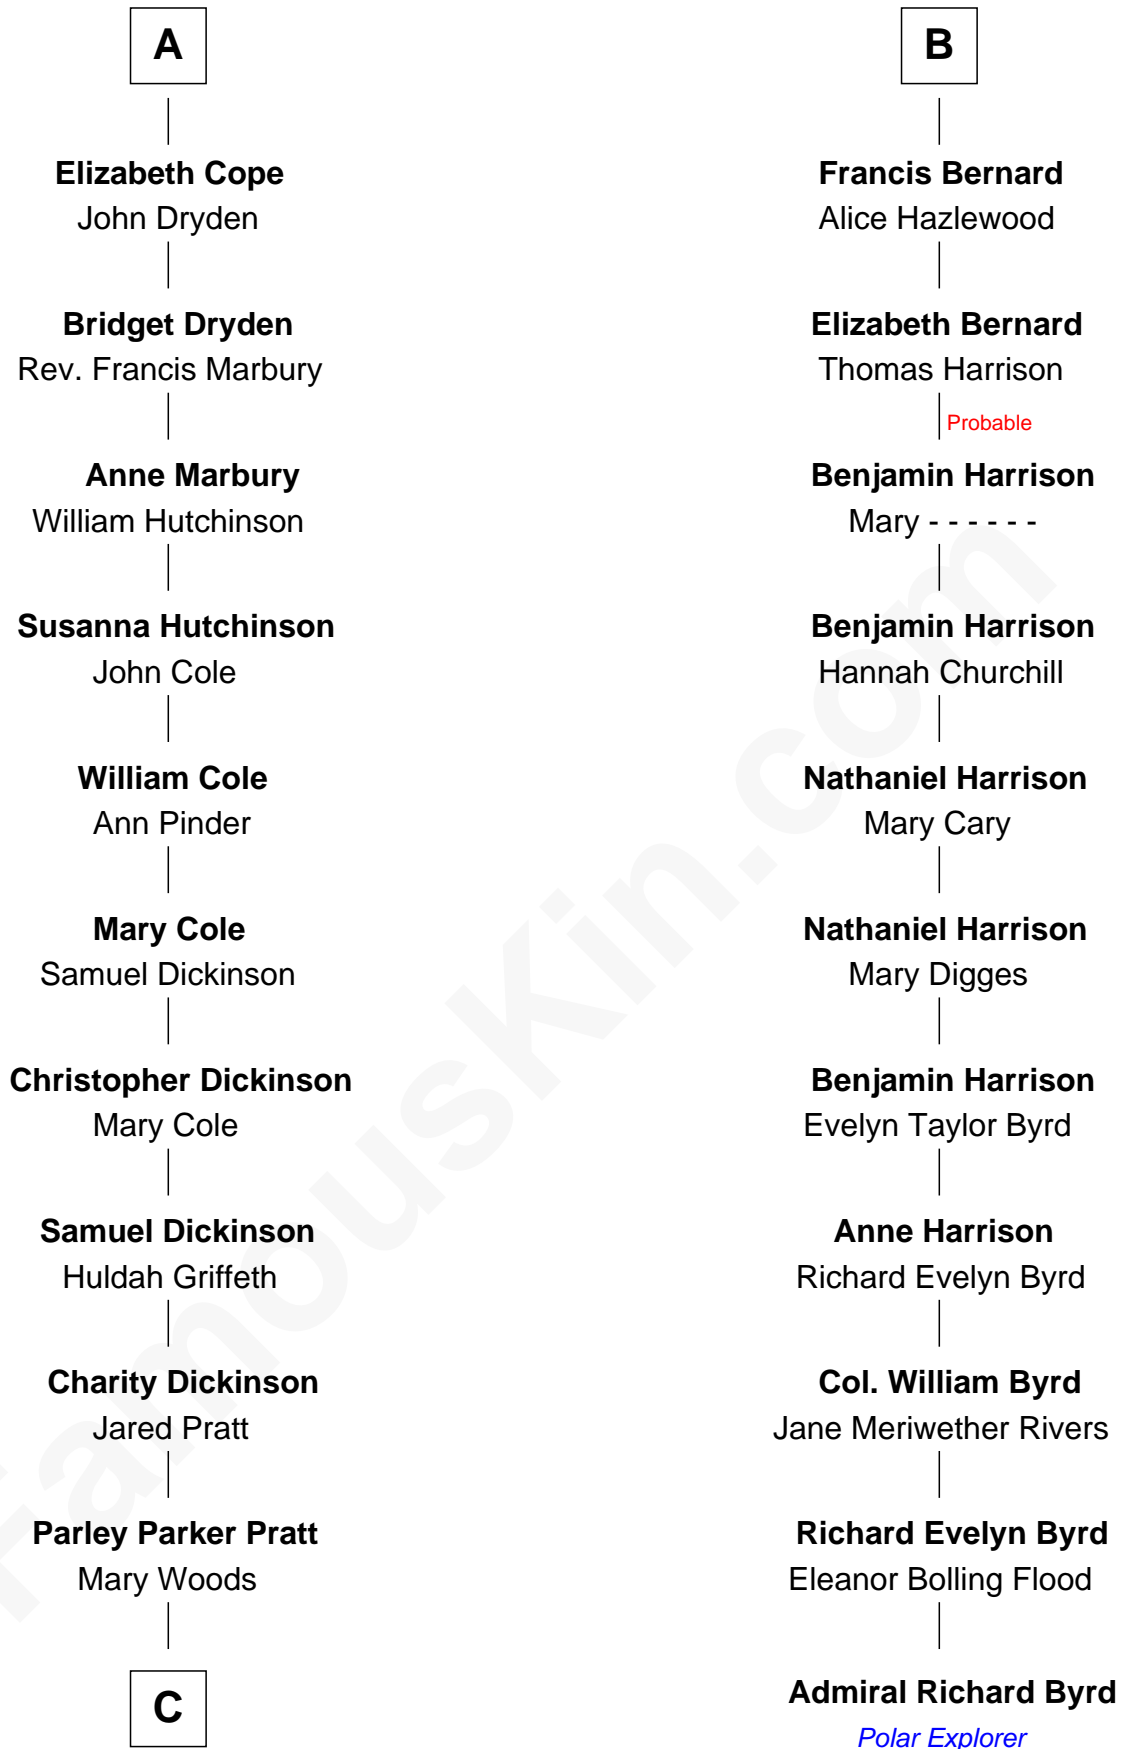 A
Elizabeth Cope
John Dryden
Bridget Dryden
Rev. Francis Marbury
Anne Marbury
William Hutchinson
Susanna Hutchinson
John Cole
William Cole
Ann Pinder
Mary Cole
Samuel Dickinson
Christopher Dickinson
Mary Cole
Samuel Dickinson
Huldah Griffeth
Charity Dickinson
Jared Pratt
Parley Parker Pratt
Mary Woods
C
B
Francis Bernard
Alice Hazlewood
Elizabeth Bernard
Thomas Harrison
Probable
Benjamin Harrison
Mary - - - - - -
Benjamin Harrison
Hannah Churchill
Nathaniel Harrison
Mary Cary
Nathaniel Harrison
Mary Digges
Benjamin Harrison
Evelyn Taylor Byrd
Anne Harrison
Richard Evelyn Byrd
Col. William Byrd
Jane Meriwether Rivers
Richard Evelyn Byrd
Eleanor Bolling Flood
Admiral Richard Byrd
Polar Explorer
FamousKin.com